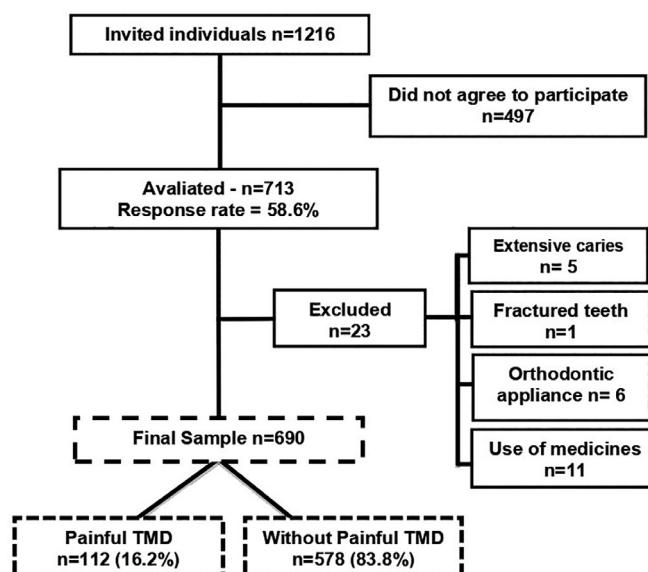 Invited individuals n=1216
Did not agree to participate
n=497
Avaliated - n=713
Response rate = 58.6%
Extensive caries
n= 5
Excluded
n=23
Fractured teeth
n=1
Orthodontic
appliance n= 6
Final Sample n=690
Use of medicines
n=11
Painful TMD
n=112 (16.2%)
Without Painful TMD
n=578 (83.8%)